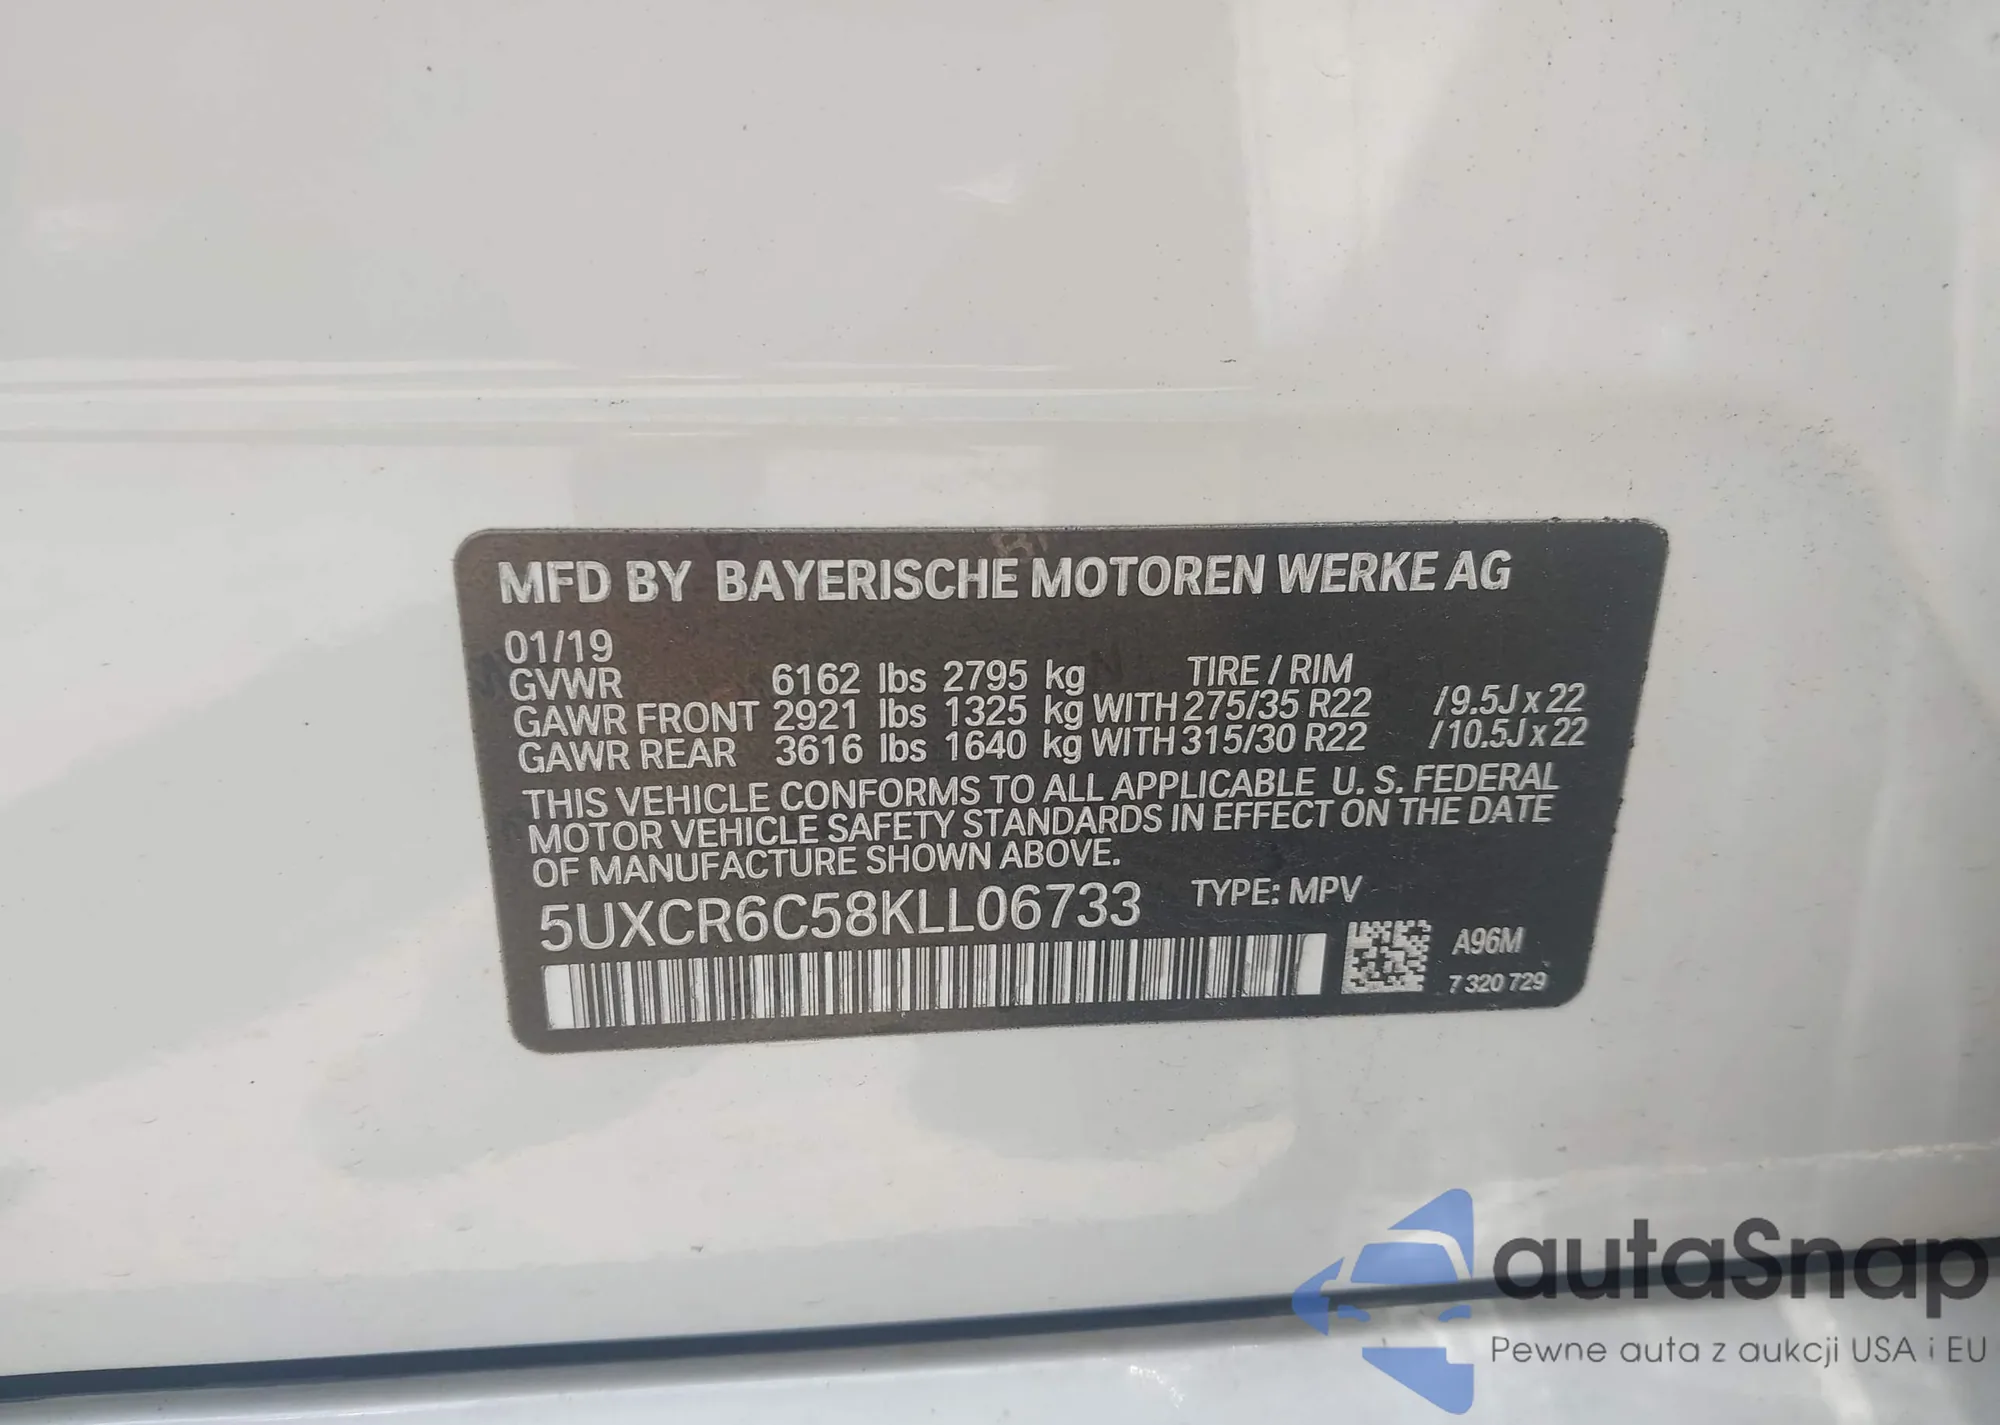 MFD BY BAYERISCHE MOTOREN WERKE AG
01/19
GVWR 6162 lbs 2795 kg TIRE / RIM
GAWR FRONT 2921 lbs 1325 kg WITH 275/35 R22 /9.5J x 22
GAWR REAR 3616 lbs 1640 kg WITH 315/30 R22 /10.5J x 22
THIS VEHICLE CONFORMS TO ALL APPLICABLE U. S. FEDERAL
MOTOR VEHICLE SAFETY STANDARDS IN EFFECT ON THE DATE
OF MANUFACTURE SHOWN ABOVE.
5UXCR6C58KLL06733 TYPE: MPV
A96M
7 320 729
autaSnap
Pewne auta z aukcji USA i EU